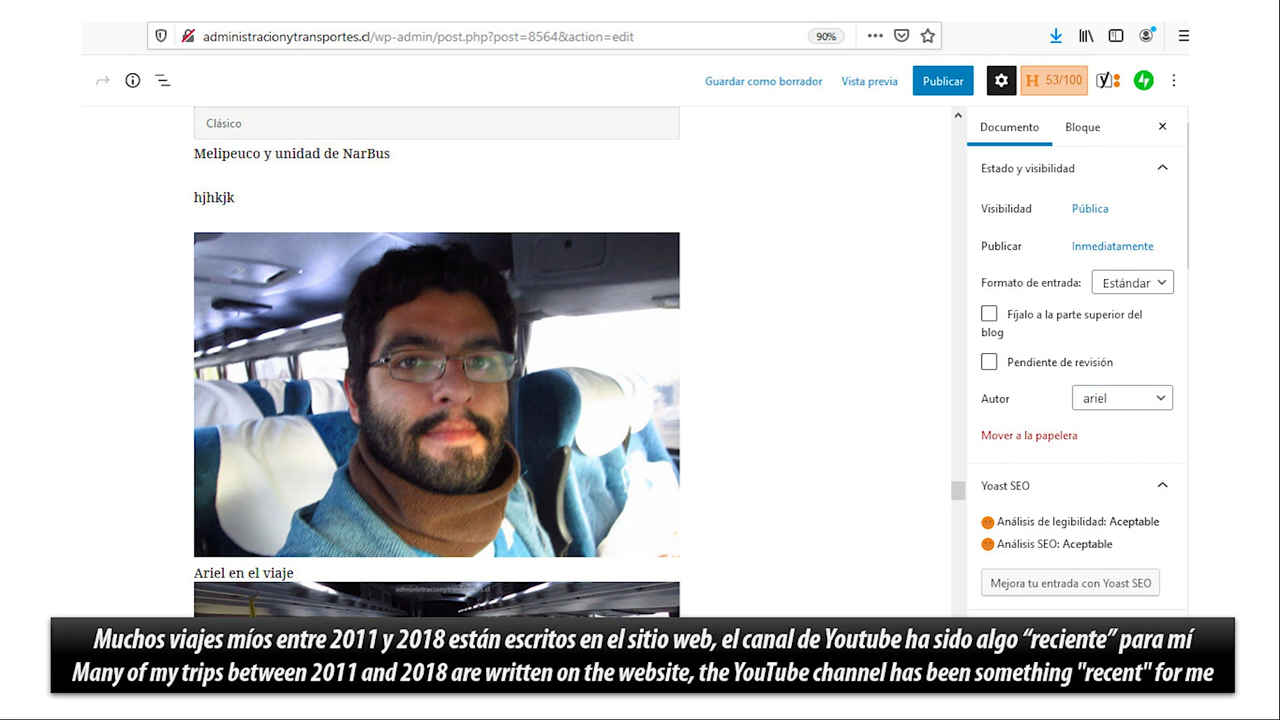 administracionytransportes.cl/wp-admin/post.php?post=8564&action=edit
90%
Guardar como borrador
Vista previa
Publicar
H 53/100
Clásico
Melipeuco y unidad de NarBus
hjhkjk
Ariel en el viaje
administracionytransportes.cl
Documento
Bloque
Estado y visibilidad
Visibilidad
Pública
Publicar
Inmediatamente
Formato de entrada:
Estándar
Fíjalo a la parte superior del
blog
Pendiente de revisión
Autor
ariel
Mover a la papelera
Yoast SEO
Análisis de legibilidad: Aceptable
Análisis SEO: Aceptable
Mejora tu entrada con Yoast SEO
Muchos viajes míos entre 2011 y 2018 están escritos en el sitio web, el canal de Youtube ha sido algo “reciente” para mí
Many of my trips between 2011 and 2018 are written on the website, the YouTube channel has been something "recent" for me